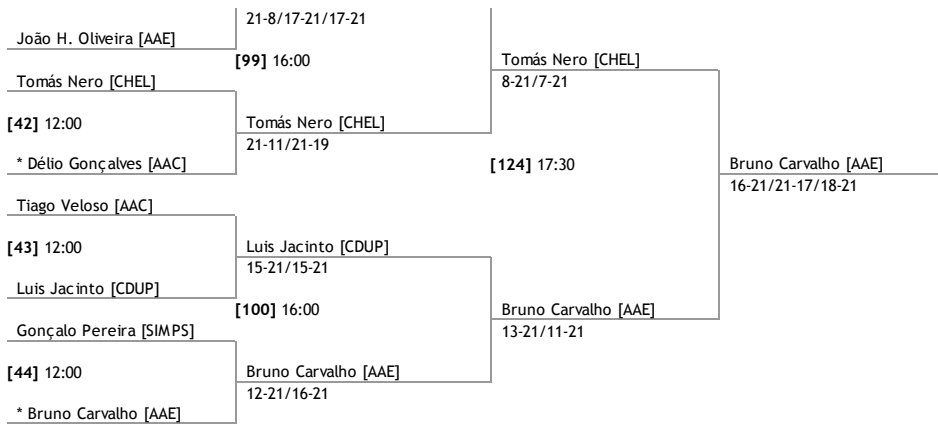 21-8/17-21/17-21
João H. Oliveira [AAE]
[99] 16:00
Tomás Nero [CHEL]
Tomás Nero [CHEL]
8-21/7-21
[42] 12:00
Tomás Nero [CHEL]
21-11/21-19
* Délio Gonçalves [AAC]
[124] 17:30
Bruno Carvalho [AAE]
16-21/21-17/18-21
Tiago Veloso [AAC]
[43] 12:00
Luis Jacinto [CDUP]
15-21/15-21
Luis Jacinto [CDUP]
[100] 16:00
Bruno Carvalho [AAE]
13-21/11-21
Gonçalo Pereira [SIMPS]
[44] 12:00
Bruno Carvalho [AAE]
12-21/16-21
* Bruno Carvalho [AAE]